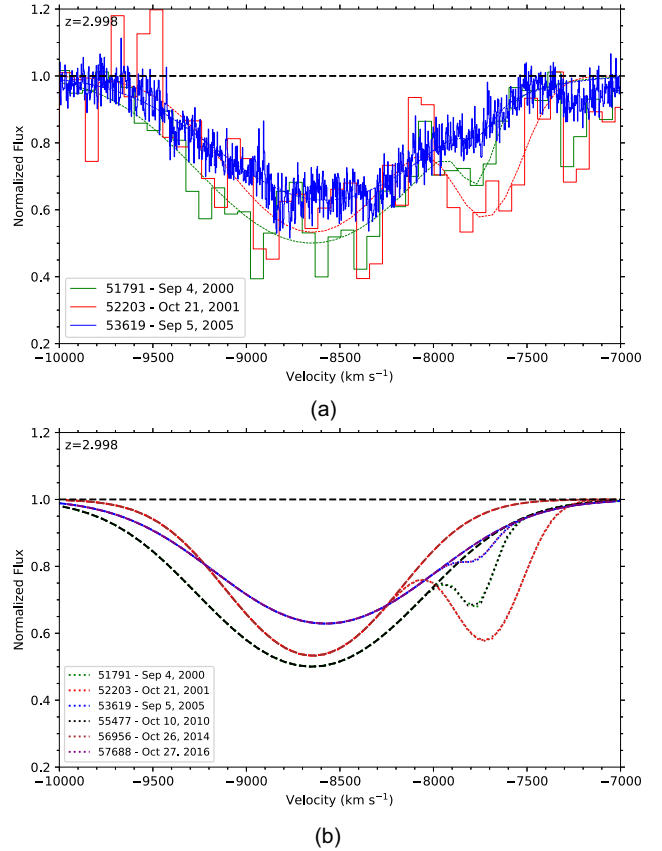 1.2
z=2.998
1.0
0.8
0.6
0.4
0.2
Normalized Flux
51791 - Sep 4, 2000
52203 - Oct 21, 2001
53619 - Sep 5, 2005
−10000 −9500 −9000 −8500 −8000 −7500 −7000
Velocity (km s⁻¹)
(a)
1.2
z=2.998
1.0
0.8
0.6
0.4
0.2
Normalized Flux
51791 - Sep 4, 2000
52203 - Oct 21, 2001
53619 - Sep 5, 2005
55477 - Oct 10, 2010
56956 - Oct 26, 2014
57688 - Oct 27, 2016
−10000 −9500 −9000 −8500 −8000 −7500 −7000
Velocity (km s⁻¹)
(b)